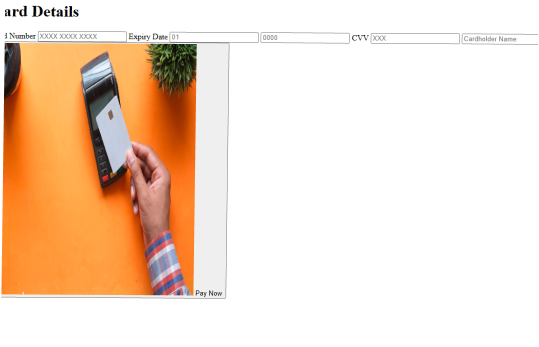 ard Details
d Number XXXX XXXX XXXX Expiry Date 01 0000 CVV XXX Cardholder Name
Pay Now